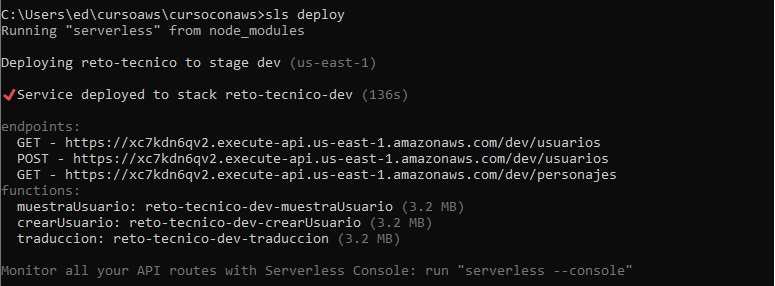 C:\Users\ed\cursoaws\cursoconaws>sls deploy
Running "serverless" from node_modules
Deploying reto-tecnico to stage dev (us-east-1)
✔Service deployed to stack reto-tecnico-dev (136s)
endpoints:
GET - https://xc7kdn6qv2.execute-api.us-east-1.amazonaws.com/dev/usuarios
POST - https://xc7kdn6qv2.execute-api.us-east-1.amazonaws.com/dev/usuarios
GET - https://xc7kdn6qv2.execute-api.us-east-1.amazonaws.com/dev/personajes
functions:
muestraUsuario: reto-tecnico-dev-muestraUsuario (3.2 MB)
crearUsuario: reto-tecnico-dev-crearUsuario (3.2 MB)
traduccion: reto-tecnico-dev-traduccion (3.2 MB)
Monitor all your API routes with Serverless Console: run "serverless --console"